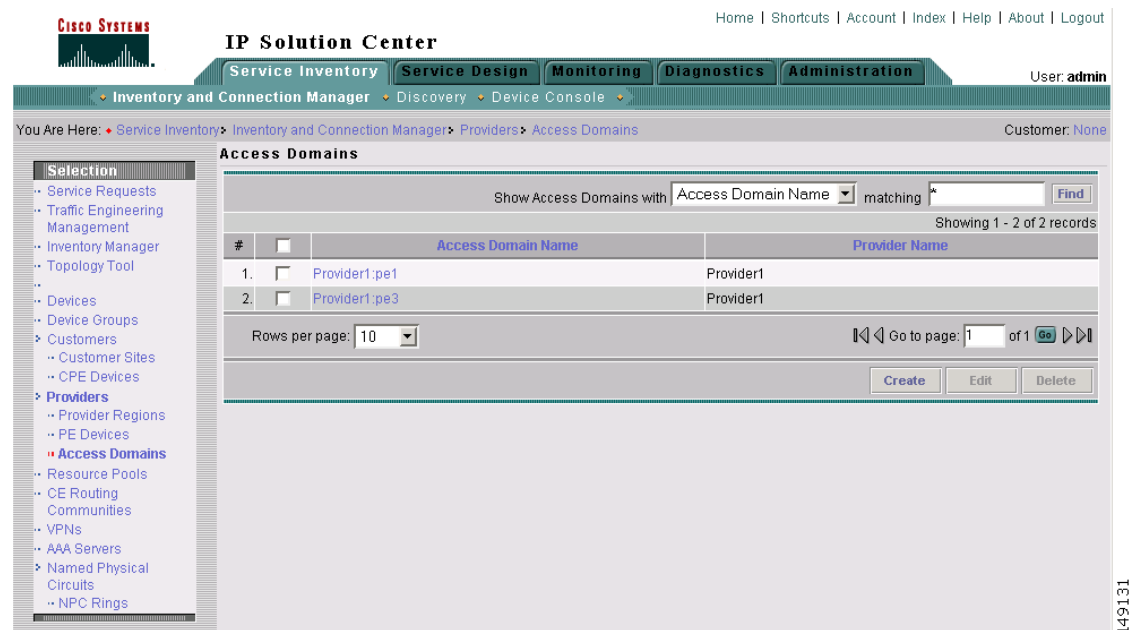 Home | Shortcuts | Account | Index | Help | About | Logout
CISCO SYSTEMS
IP Solution Center
Service Inventory Service Design Monitoring Diagnostics Administration
User: admin
Inventory and Connection Manager Discovery Device Console
You Are Here: Service Inventory Inventory and Connection Manager Providers Access Domains
Customer: None
Selection
Service Requests
Traffic Engineering
Management
Inventory Manager
Topology Tool
Devices
Device Groups
Customers
Customer Sites
CPE Devices
Providers
Provider Regions
PE Devices
Access Domains
Resource Pools
CE Routing
Communities
VPNs
AAA Servers
Named Physical
Circuits
NPC Rings
Access Domains
Show Access Domains with Access Domain Name matching * Find
Showing 1 - 2 of 2 records
# Access Domain Name Provider Name
1. Provider1:pe1 Provider1
2. Provider1:pe3 Provider1
Rows per page: 10 Go to page: 1 of 1 Go
Create Edit Delete
149131